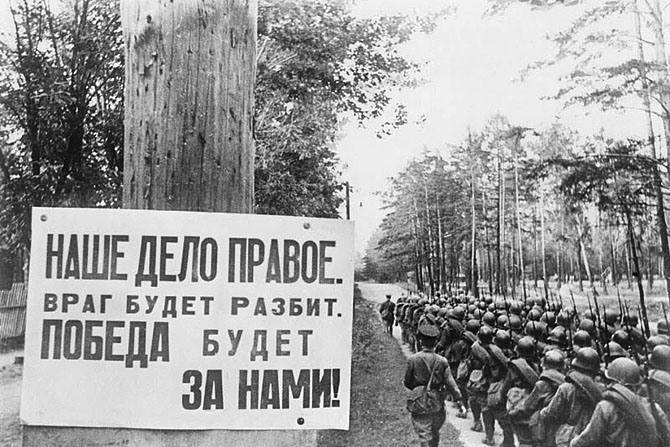 НАШЕ ДЕЛО ПРАВОЕ.
ВРАГ БУДЕТ РАЗБИТ.
ПОБЕДА БУДЕТ
ЗА НАМИ!